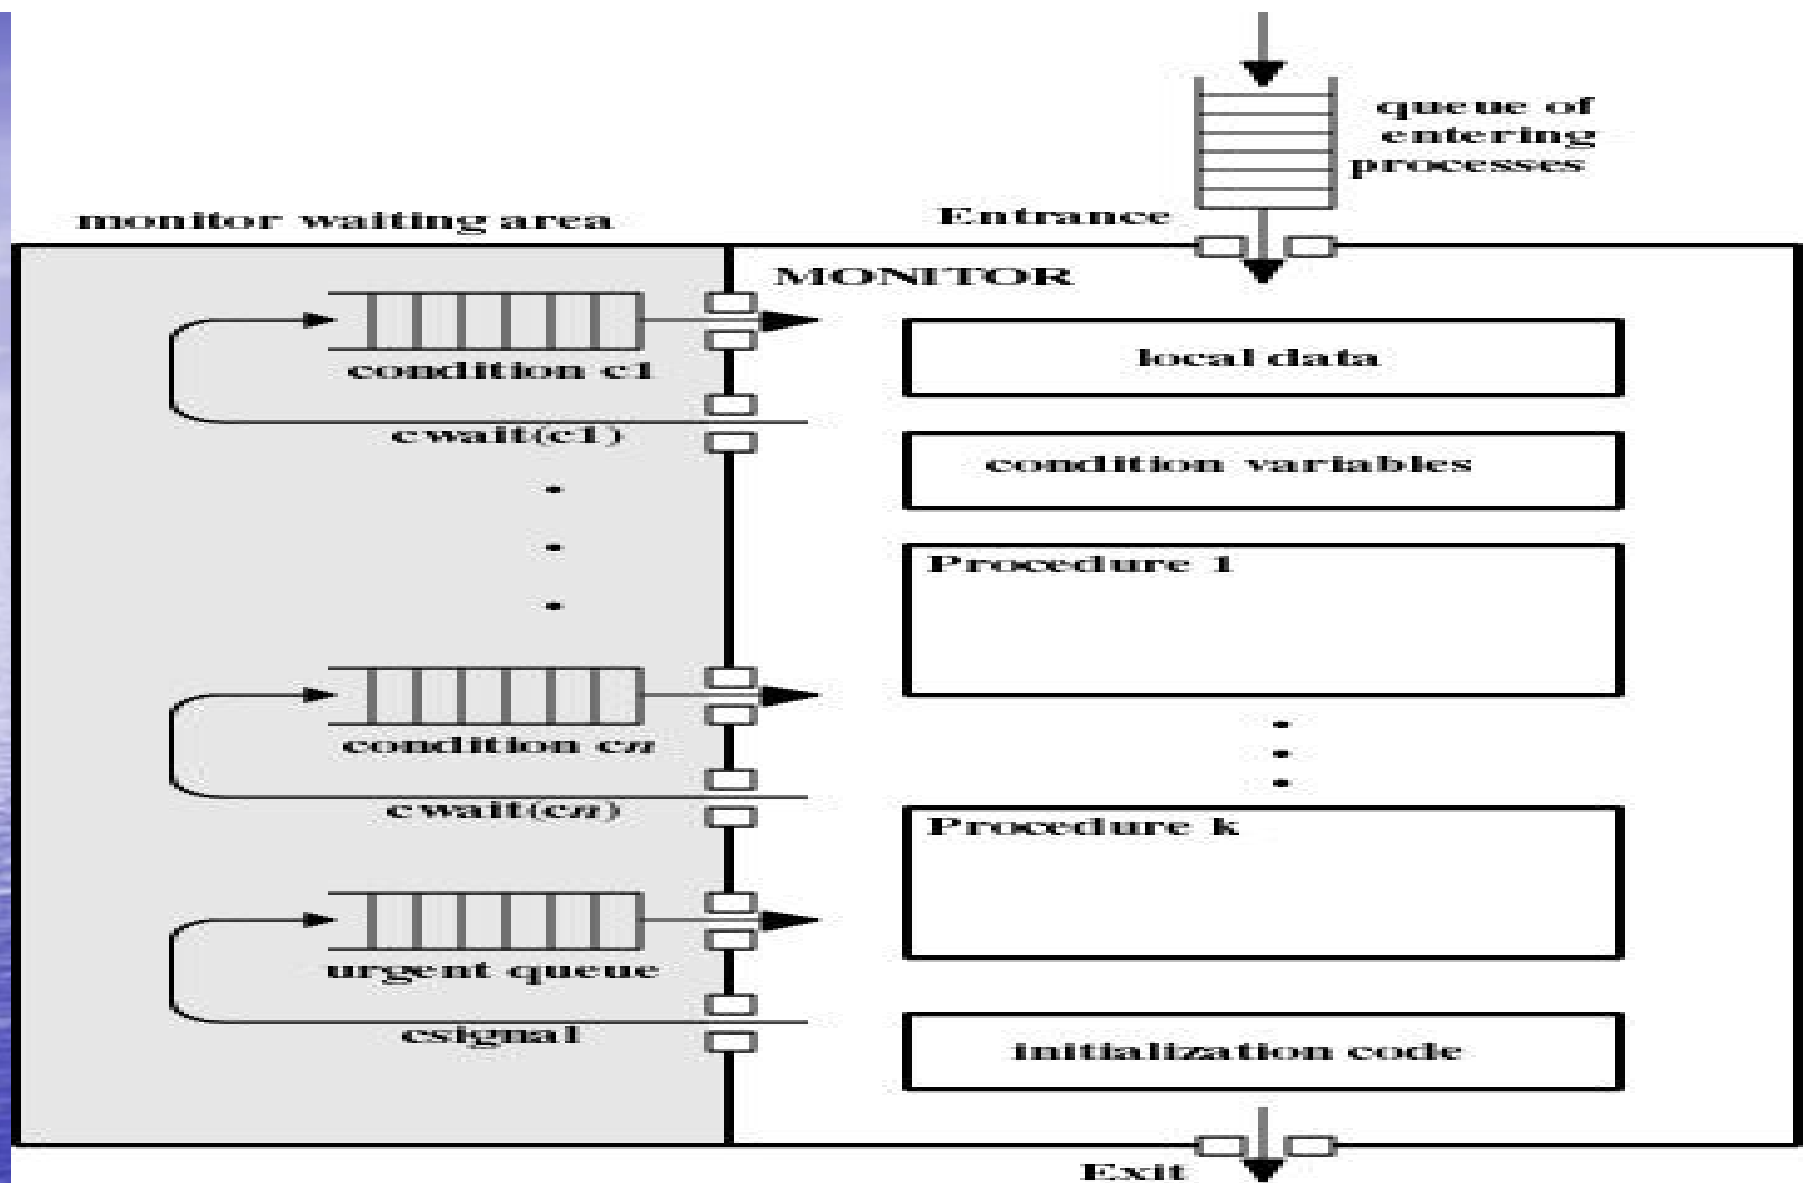 queue of
entering
processes
monitor waiting area
Entrance
MONITOR
condition c1
cwait(c1)
condition cn
cwait(cn)
urgent queue
csignal
local data
condition variables
Procedure 1
Procedure k
initialization code
Exit